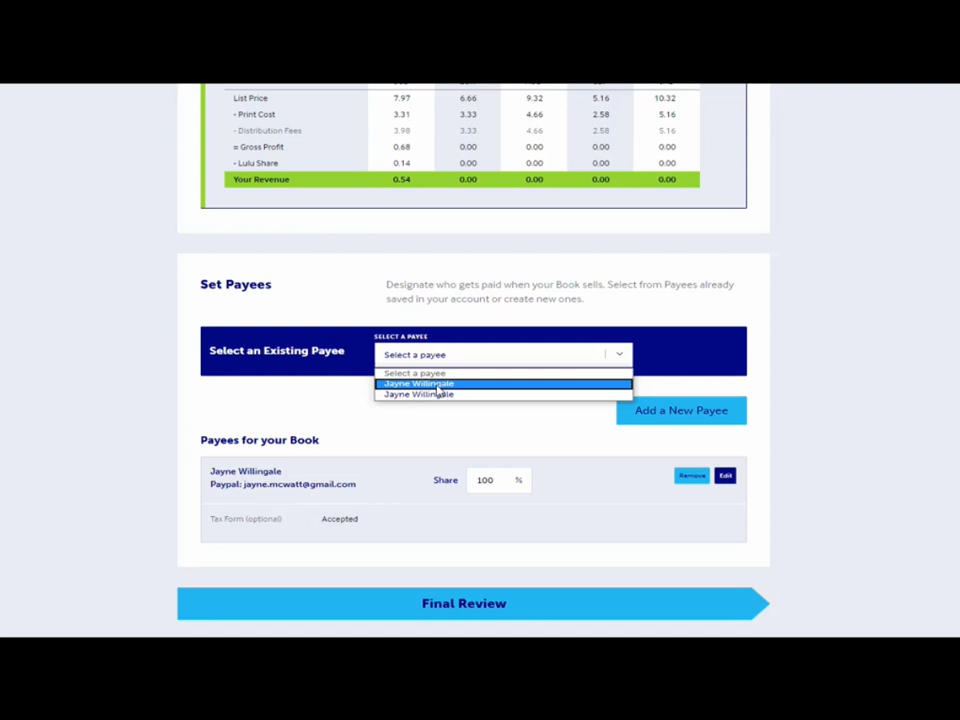 List Price 7.97 6.66 9.32 5.16 10.32
- Print Cost 3.31 3.33 4.66 2.58 5.16
- Distribution Fees 3.98 3.33 4.66 2.58 5.16
= Gross Profit 0.68 0.00 0.00 0.00 0.00
- Lulu Share 0.14 0.00 0.00 0.00 0.00
Your Revenue 0.54 0.00 0.00 0.00 0.00
Set Payees
Designate who gets paid when your Book sells. Select from Payees already
saved in your account or create new ones.
SELECT A PAYEE
Select an Existing Payee
Select a payee
Select a payee
Jayne Willingale
Jayne Willingale
Add a New Payee
Payees for your Book
Jayne Willingale
Paypal: jayne.mcwatt@gmail.com
Share 100 %
Remove Edit
Tax Form (optional) Accepted
Final Review